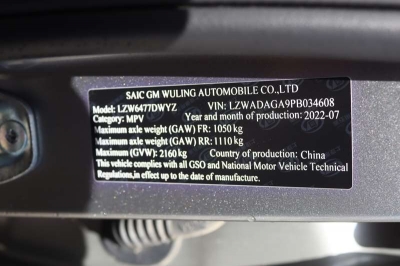 SAIC GM WULING AUTOMOBILE CO.,LTD
Model: LZW6477DWYZ VIN: LZWADAGA9PB034608
Category: MPV Year and month of production: 2022-07
Maximum axle weight (GAW) FR: 1050 kg
Maximum axle weight (GAW) RR: 1110 kg
Maximum (GVW): 2160 kg Country of production: China
This vehicle complies with all GSO and National Motor Vehicle Technical
Regulations,in effect up to the date of manufacture.